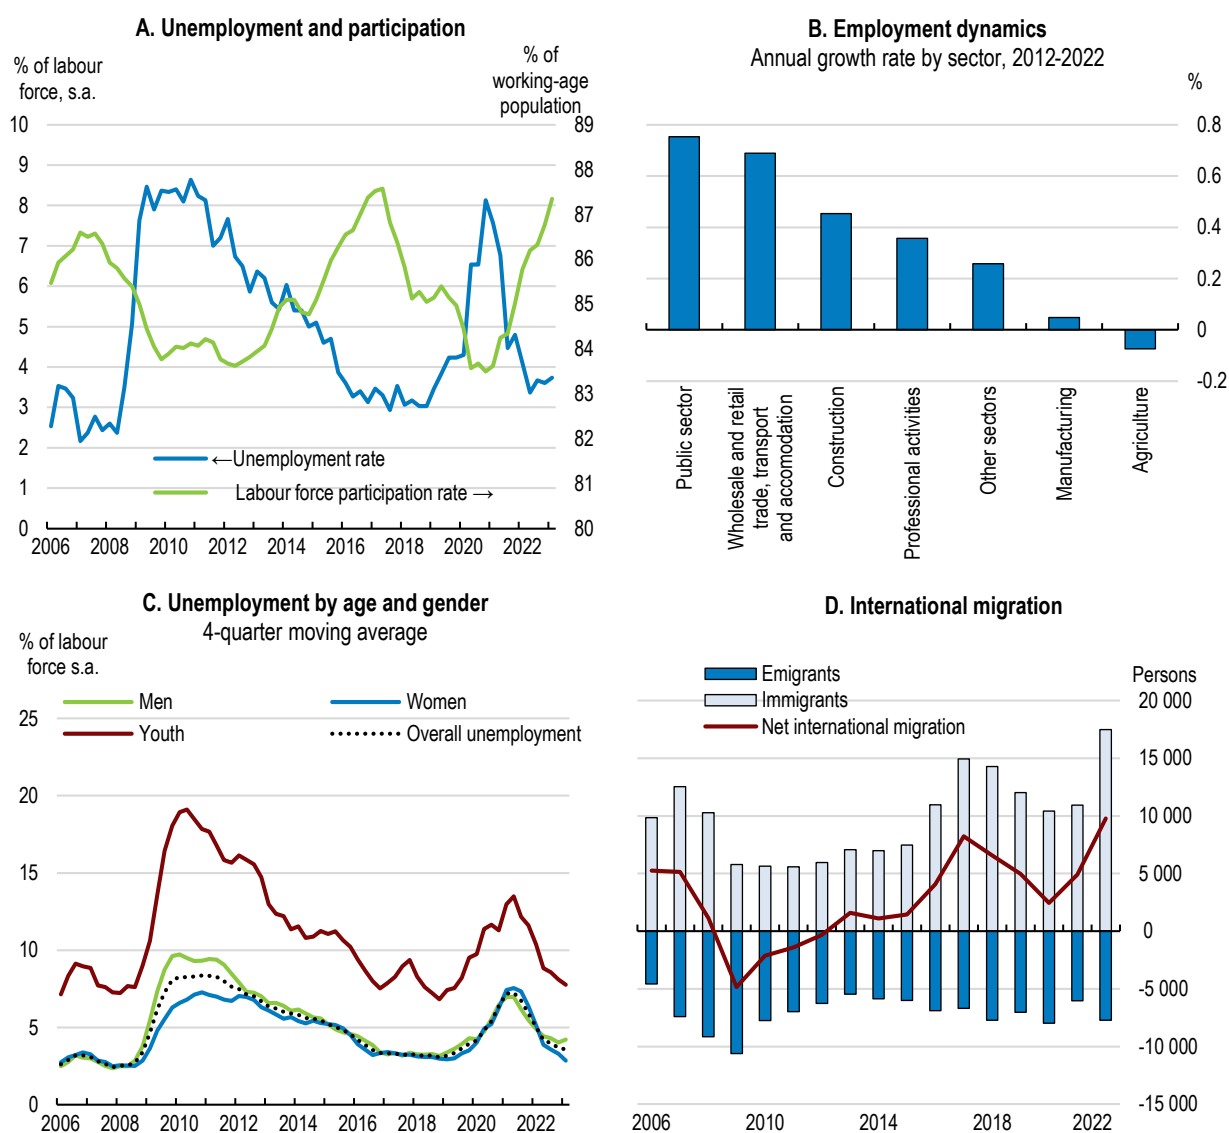 A. Unemployment and participation
% of labour
force, s.a.
% of
working-age
population
10
9
8
7
6
5
4
3
2
1
0
89
88
87
86
85
84
83
82
81
80
←Unemployment rate
Labour force participation rate →
2006 2008 2010 2012 2014 2016 2018 2020 2022
B. Employment dynamics
Annual growth rate by sector, 2012-2022
%
0.8
0.6
0.4
0.2
0
-0.2
Public sector
Wholesale and retail
trade, transport
and accomodation
Construction
Professional activities
Other sectors
Manufacturing
Agriculture
C. Unemployment by age and gender
4-quarter moving average
% of labour
force s.a.
Men
Women
Youth
Overall unemployment
25
20
15
10
5
0
2006 2008 2010 2012 2014 2016 2018 2020 2022
D. International migration
Emigrants
Immigrants
Net international migration
Persons
20 000
15 000
10 000
5 000
0
-5 000
-10 000
-15 000
2006 2010 2014 2018 2022